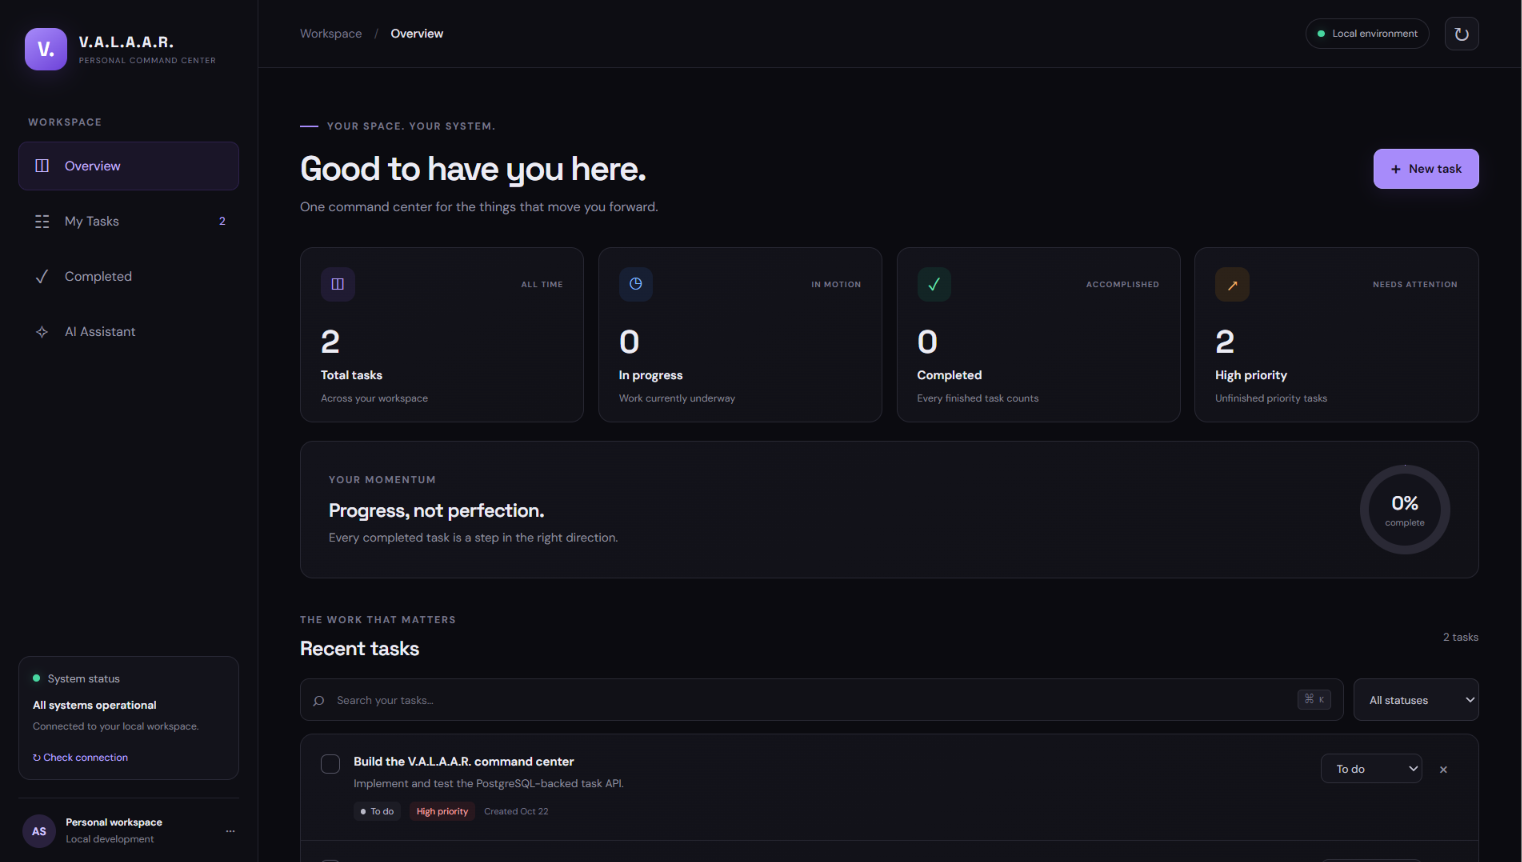 V.
V.A.L.A.A.R.
PERSONAL COMMAND CENTER
WORKSPACE
Overview
My Tasks 2
Completed
AI Assistant
System status
All systems operational
Connected to your local workspace.
↻ Check connection
AS
Personal workspace
Local development
...
Workspace / Overview
Local environment
YOUR SPACE. YOUR SYSTEM.
Good to have you here.
One command center for the things that move you forward.
+ New task
ALL TIME
2
Total tasks
Across your workspace
IN MOTION
0
In progress
Work currently underway
ACCOMPLISHED
0
Completed
Every finished task counts
NEEDS ATTENTION
2
High priority
Unfinished priority tasks
YOUR MOMENTUM
Progress, not perfection.
Every completed task is a step in the right direction.
0%
complete
THE WORK THAT MATTERS
Recent tasks
2 tasks
Search your tasks...
⌘ K
All statuses
Build the V.A.L.A.A.R. command center
Implement and test the PostgreSQL-backed task API.
To do
High priority
Created Oct 22
To do
×